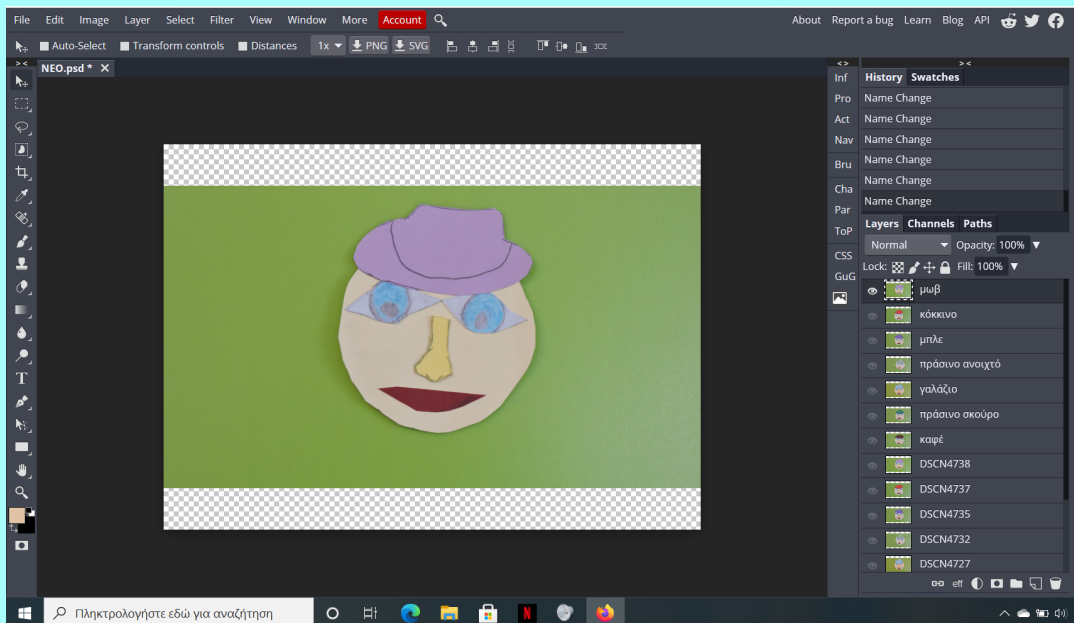 File Edit Image Layer Select Filter View Window More Account About Report a bug Learn Blog API
Auto-Select Transform controls Distances 1x PNG SVG
NEO.psd *
Inf
Pro
Act
Nav
Bru
Cha
Par
ToP
CSS
GuG
History Swatches
Name Change
Name Change
Name Change
Name Change
Name Change
Name Change
Layers Channels Paths
Normal Opacity: 100%
Lock: Fill: 100%
μωβ
κόκκινο
μπλε
πράσινο ανοιχτό
γαλάζιο
πράσινο σκούρο
καφέ
DSCN4738
DSCN4737
DSCN4735
DSCN4732
DSCN4727
eff
Πληκτρολογήστε εδώ για αναζήτηση